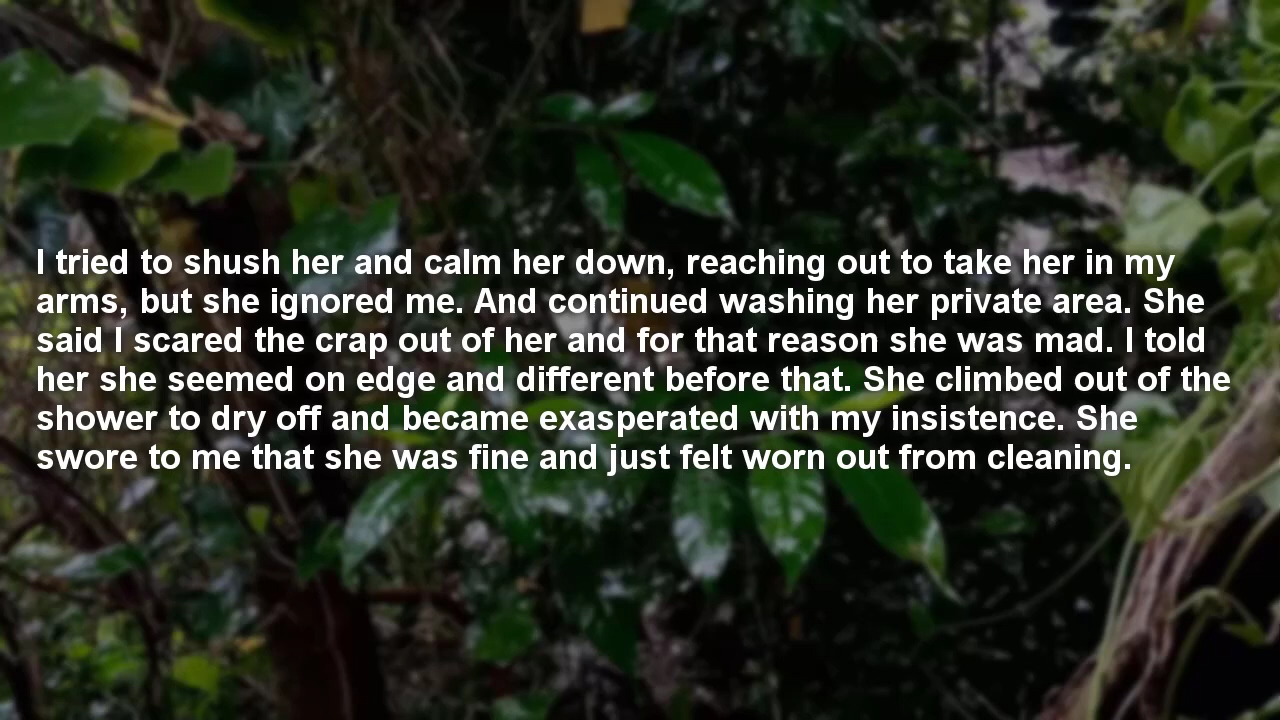 I tried to shush her and calm her down, reaching out to take her in my
arms, but she ignored me. And continued washing her private area. She
said I scared the crap out of her and for that reason she was mad. I told
her she seemed on edge and different before that. She climbed out of the
shower to dry off and became exasperated with my insistence. She
swore to me that she was fine and just felt worn out from cleaning.